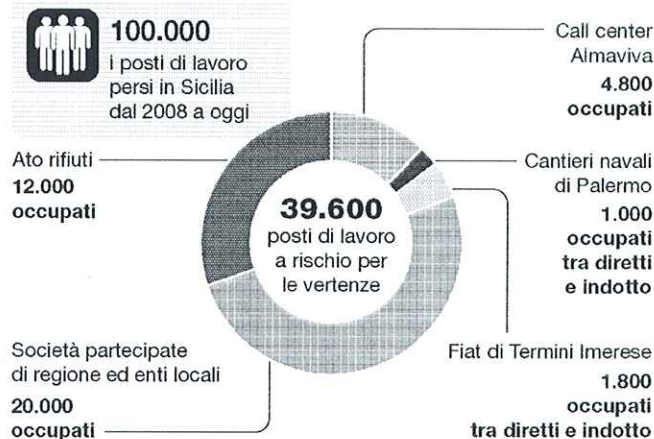 100.000
i posti di lavoro
persi in Sicilia
dal 2008 a oggi
Call center
Almaviva
4.800
occupati
Ato rifiuti
12.000
occupati
39.600
posti di lavoro
a rischio per
le vertenze
Cantieri navali
di Palermo
1.000
occupati
tra diretti
e indotto
Società partecipate
di regione ed enti locali
20.000
occupati
Fiat di Termini Imerese
1.800
occupati
tra diretti e indotto